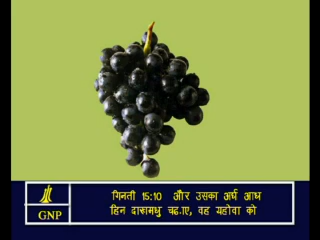 गिनती 15:10 और उसका अर्घ आध
हिन दाखमधु चढ़ाए, वह यहोवा को
GNP